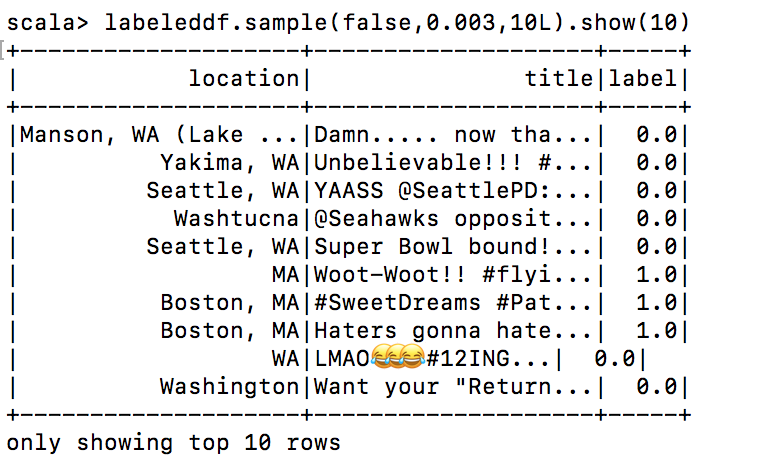 scala> labeleddf.sample(false,0.003,10L).show(10)
+--------------------+--------------------+-----+
|            location|               title|label|
+--------------------+--------------------+-----+
|Manson, WA (Lake ...|Damn..... now tha...|  0.0|
|          Yakima, WA|Unbelievable!!! #...|  0.0|
|         Seattle, WA|YAASS @SeattlePD:...|  0.0|
|           Washtucna|@Seahawks opposit...|  0.0|
|         Seattle, WA|Super Bowl bound!...|  0.0|
|                  MA|Woot-Woot!! #flyi...|  1.0|
|          Boston, MA|#SweetDreams #Pat...|  1.0|
|          Boston, MA|Haters gonna hate...|  1.0|
|                  WA|LMAO😂😂😂#12ING...|  0.0|
|          Washington|Want your "Return...|  0.0|
+--------------------+--------------------+-----+
only showing top 10 rows